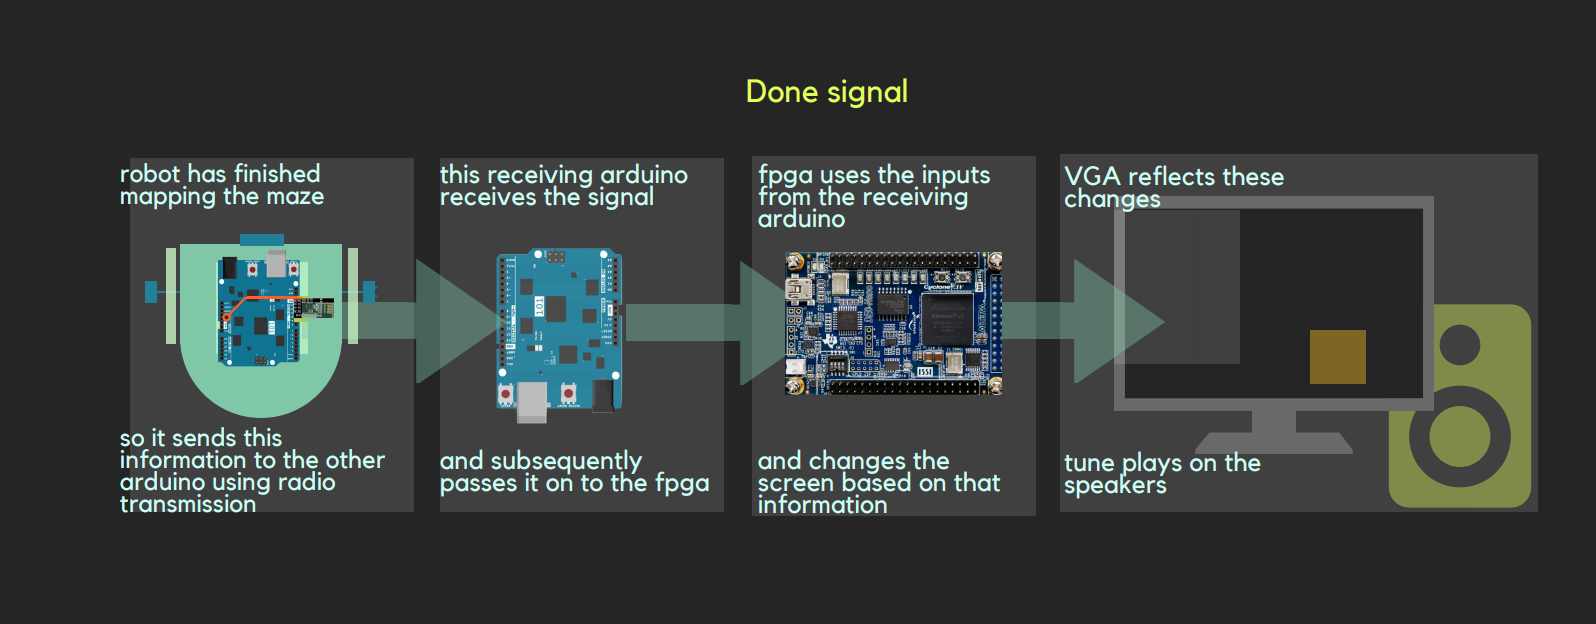 Done signal
robot has finished
mapping the maze
so it sends this
information to the other
arduino using radio
transmission
this receiving arduino
receives the signal
101
and subsequently
passes it on to the fpga
fpga uses the inputs
from the receiving
arduino
Cyclone IV
and changes the
screen based on that
information
VGA reflects these
changes
tune plays on the
speakers